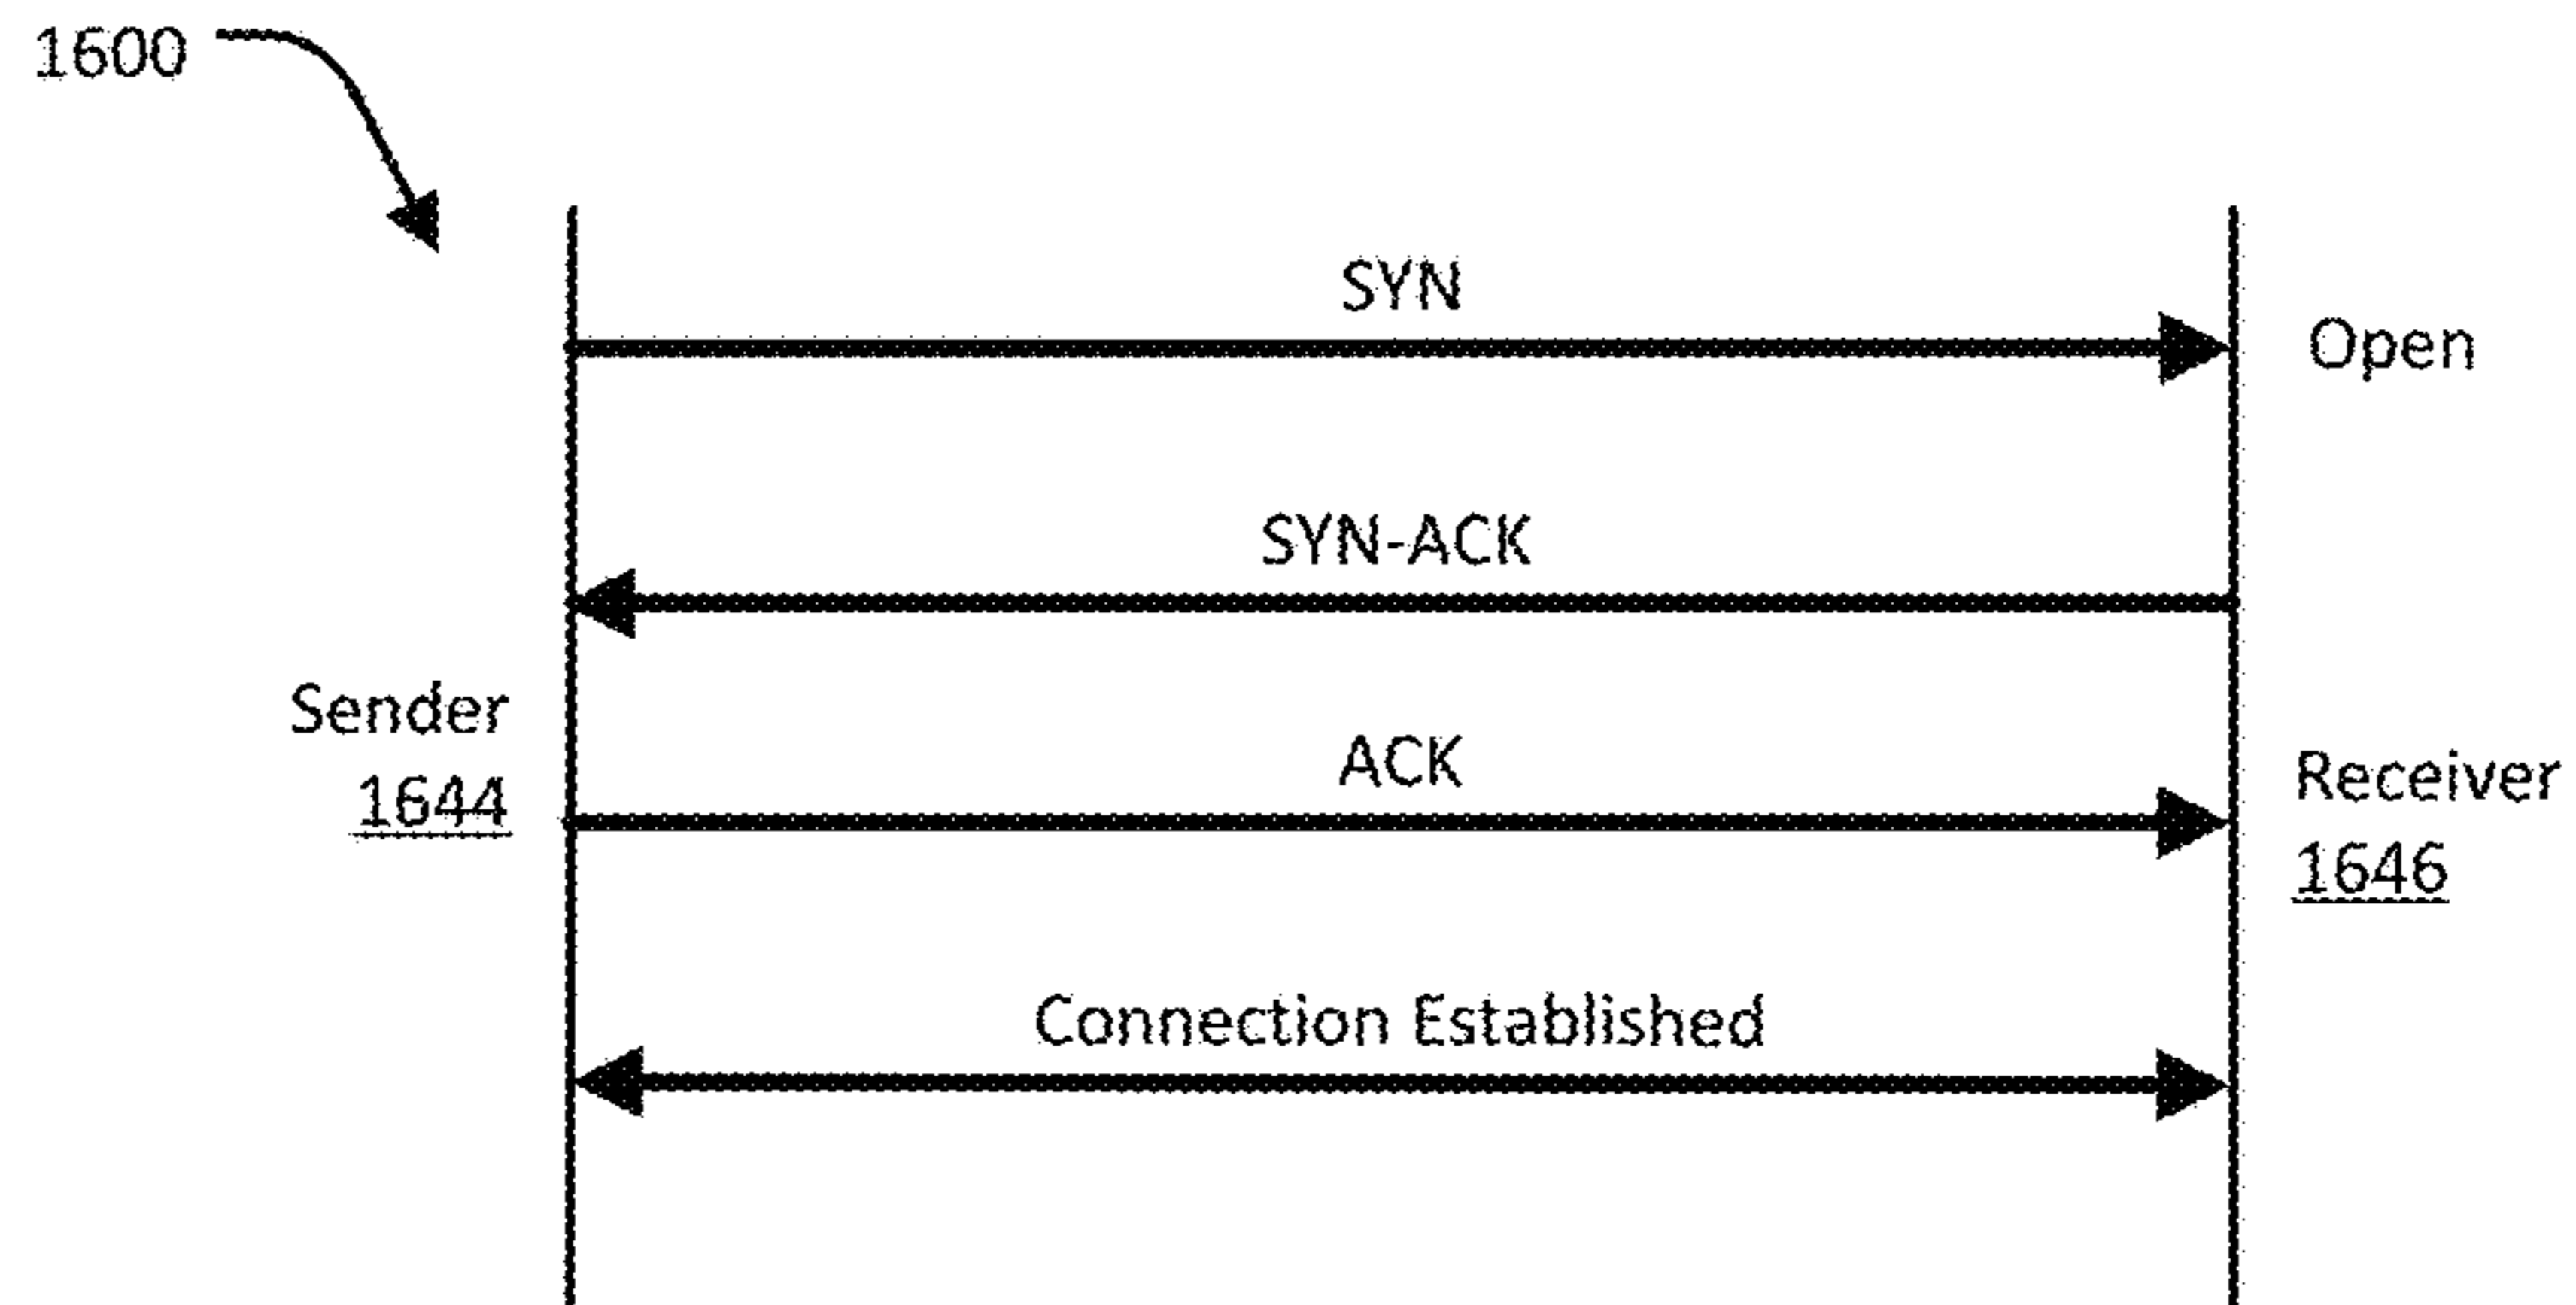 1600
SYN
Open
SYN-ACK
Sender
1644
ACK
Receiver
1646
Connection Established